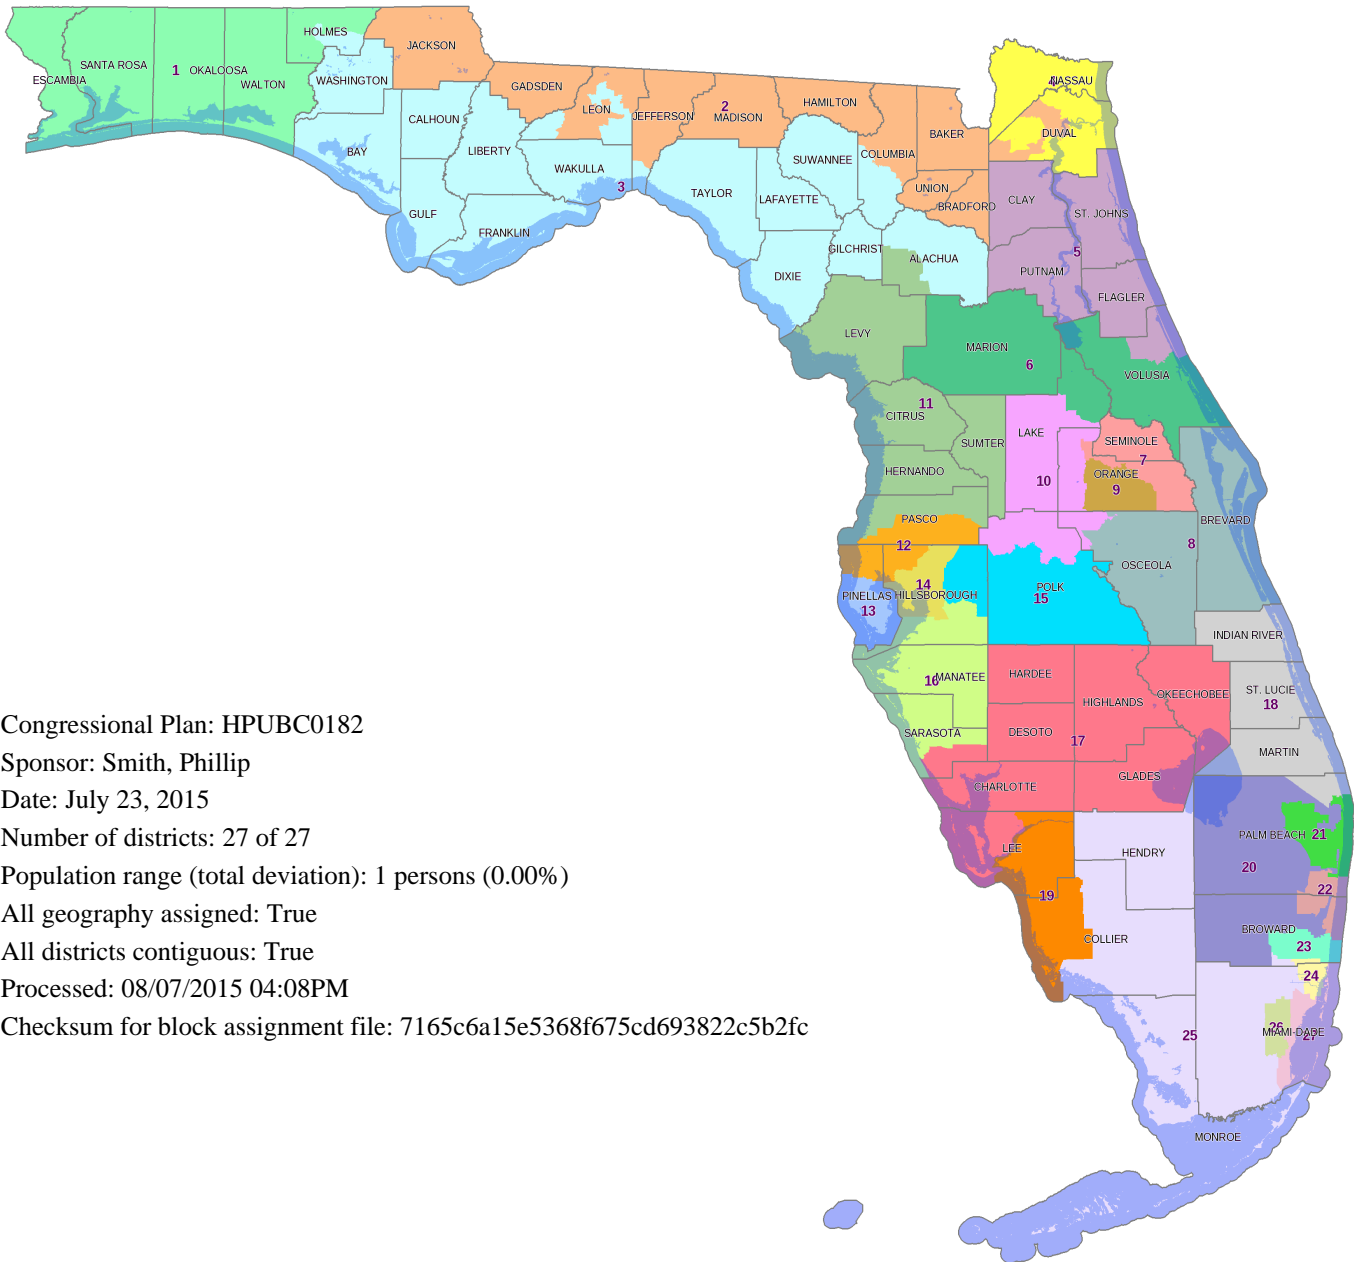 HOLMES
JACKSON
SANTA ROSA
1
OKALOOSA
ESCAMBIA
WALTON
WASHINGTON
GADSDEN
LEON
JEFFERSON
2
MADISON
HAMILTON
4
NASSAU
DUVAL
CALHOUN
BAY
LIBERTY
WAKULLA
3
SUWANNEE
COLUMBIA
BAKER
UNION
BRADFORD
CLAY
ST. JOHNS
TAYLOR
LAFAYETTE
GULF
FRANKLIN
GILCHRIST
ALACHUA
DIXIE
5
PUTNAM
FLAGLER
LEVY
MARION
6
VOLUSIA
11
CITRUS
SUMTER
LAKE
SEMINOLE
7
HERNANDO
10
ORANGE
9
PASCO
12
BREVARD
8
OSCEOLA
14
PINELLAS
HILLSBOROUGH
13
POLK
15
INDIAN RIVER
16
MANATEE
HARDEE
HIGHLANDS
OKEECHOBEE
ST. LUCIE
18
SARASOTA
DESOTO
17
MARTIN
CHARLOTTE
GLADES
LEE
HENDRY
PALM BEACH
21
20
22
19
COLLIER
BROWARD
23
24
25
26
MIAMI-DADE
27
MONROE
Congressional Plan: HPUBC0182
Sponsor: Smith, Phillip
Date: July 23, 2015
Number of districts: 27 of 27
Population range (total deviation): 1 persons (0.00%)
All geography assigned: True
All districts contiguous: True
Processed: 08/07/2015 04:08PM
Checksum for block assignment file: 7165c6a15e5368f675cd693822c5b2fc